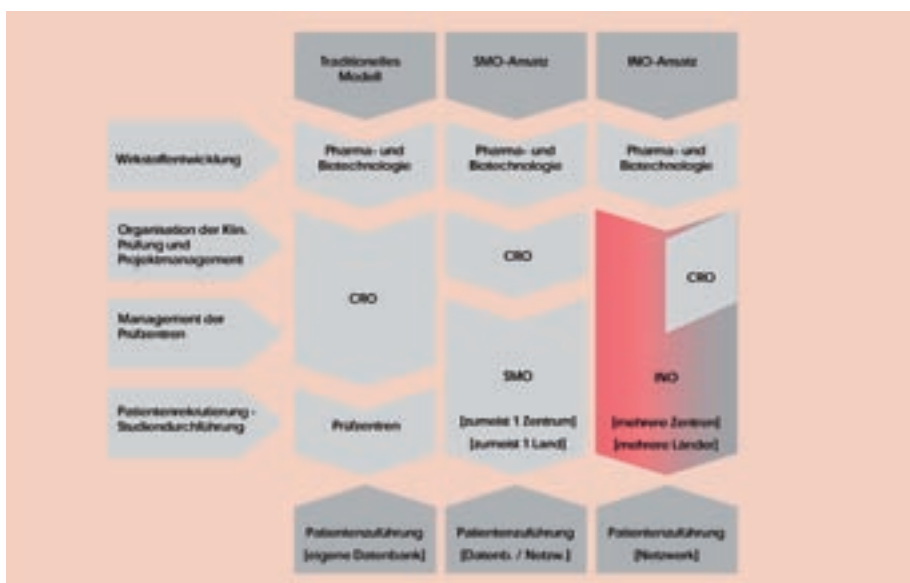 Traditionelles
Modell
SMO-Ansatz
INO-Ansatz
Wirkstoffentwicklung
Pharma- und
Biotechnologie
Pharma- und
Biotechnologie
Pharma- und
Biotechnologie
Organisation der Klin.
Prüfung und
Projektmanagement
CRO
CRO
CRO
Management der
Prüfzentren
SMO
[zumeist 1 Zentrum]
[zumeist 1 Land]
INO
[mehrere Zentren]
[mehrere Länder]
Patientenrekrutierung -
Studiendurchführung
Prüfzentren
Patientenzuführung
[eigene Datenbank]
Patientenzuführung
[Datenb. / Netzw.]
Patientenzuführung
[Netzwerk]